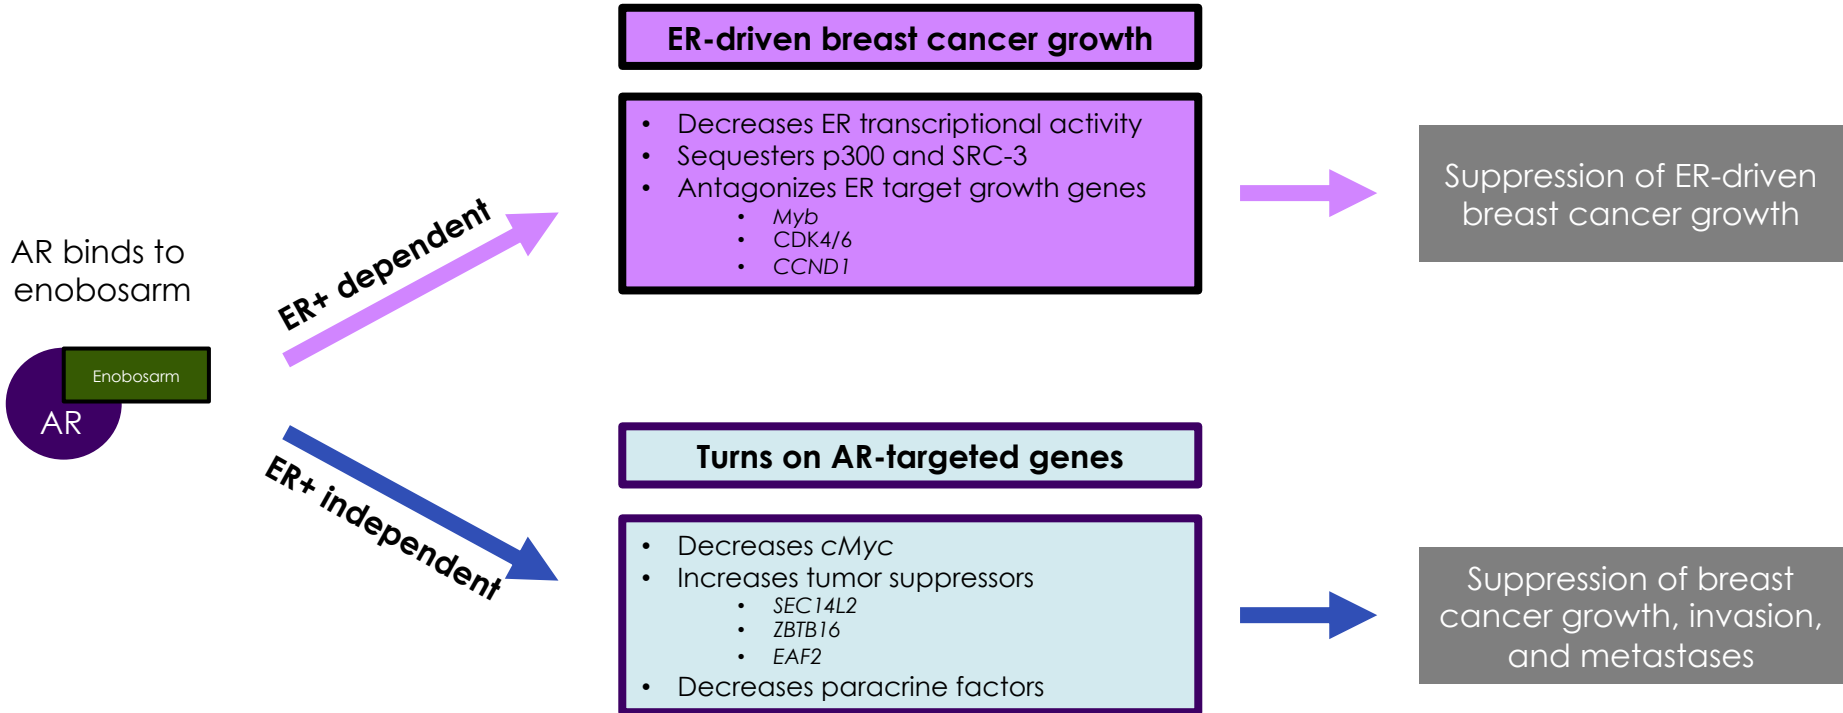 AR binds to
enobosarm
Enobosarm
AR
ER+ dependent
ER-driven breast cancer growth
• Decreases ER transcriptional activity
• Sequesters p300 and SRC-3
• Antagonizes ER target growth genes
• Myb
• CDK4/6
• CCND1
Suppression of ER-driven
breast cancer growth
ER+ independent
Turns on AR-targeted genes
• Decreases cMyc
• Increases tumor suppressors
• SEC14L2
• ZBTB16
• EAF2
• Decreases paracrine factors
Suppression of breast
cancer growth, invasion,
and metastases